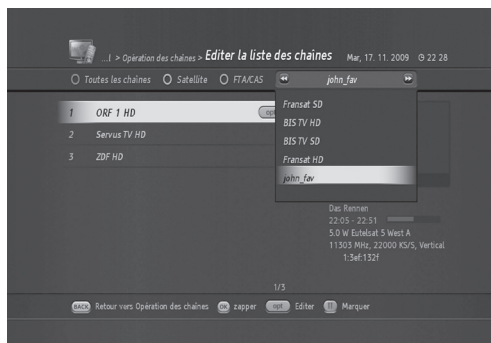 ...l > Opération des chaînes > Editer la liste des chaînes Mar, 17. 11. 2009 22 28
Toutes les chaînes Satellite FTA/CAS john_fav
Fransat SD
BIS TV HD
BIS TV SD
Fransat HD
john_fav
1 ORF 1 HD opt
2 Servus TV HD
3 ZDF HD
Das Rennen
22:05 - 22:51
5.0 W Eutelsat 5 West A
11303 MHz, 22000 KS/S, Vertical
1:3ef:132f
1/3
BACK Retour vers Opération des chaînes OK zapper opt Editer Marquer